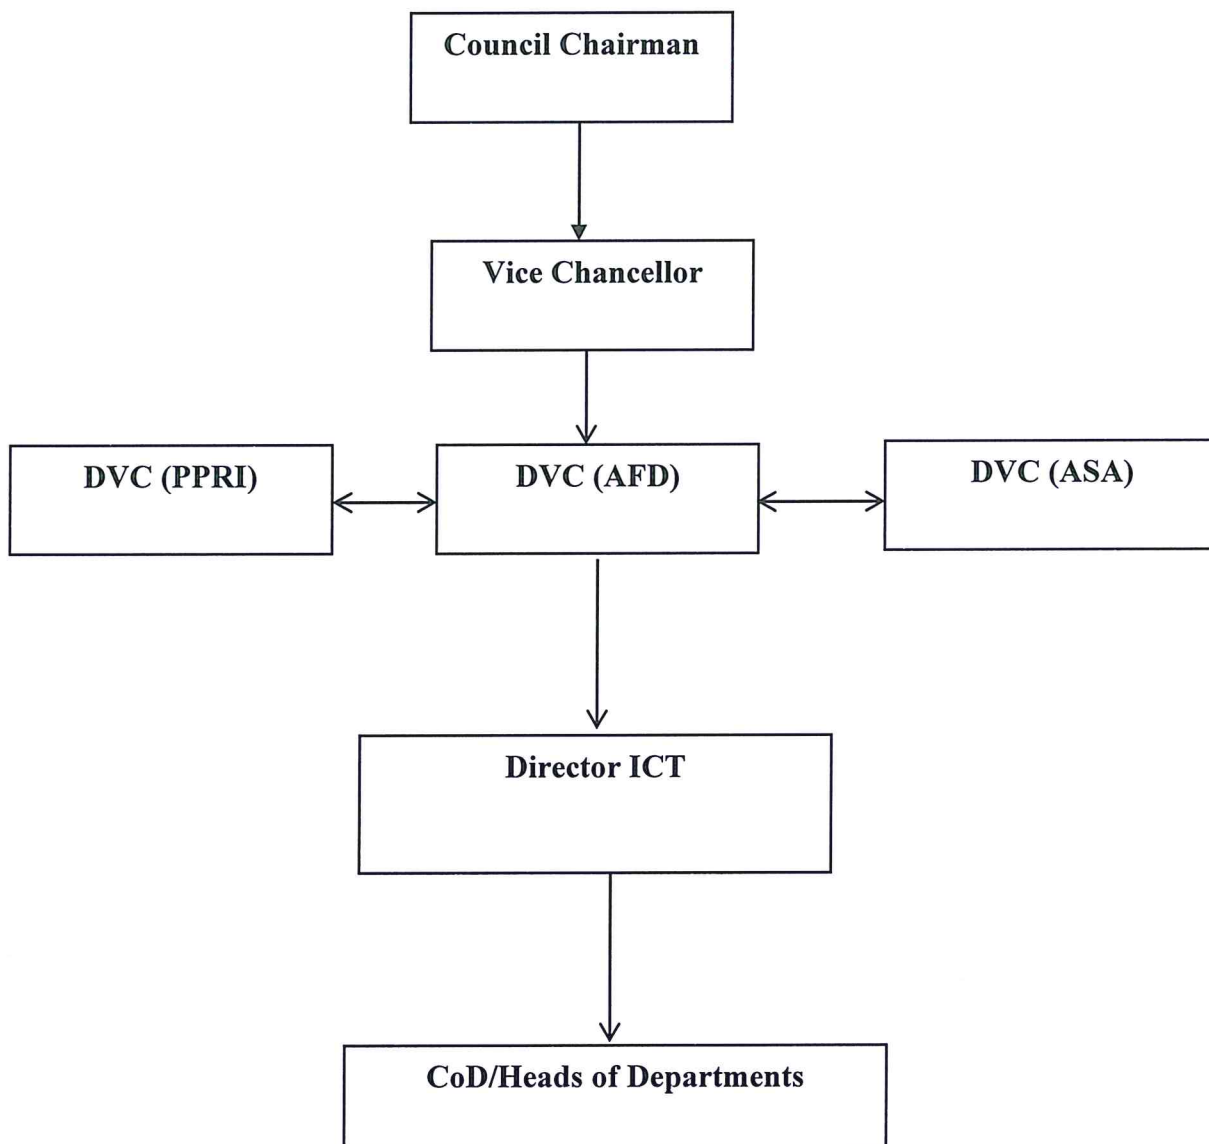 Council Chairman
Vice Chancellor
DVC (PPRI)
DVC (AFD)
DVC (ASA)
Director ICT
CoD/Heads of Departments